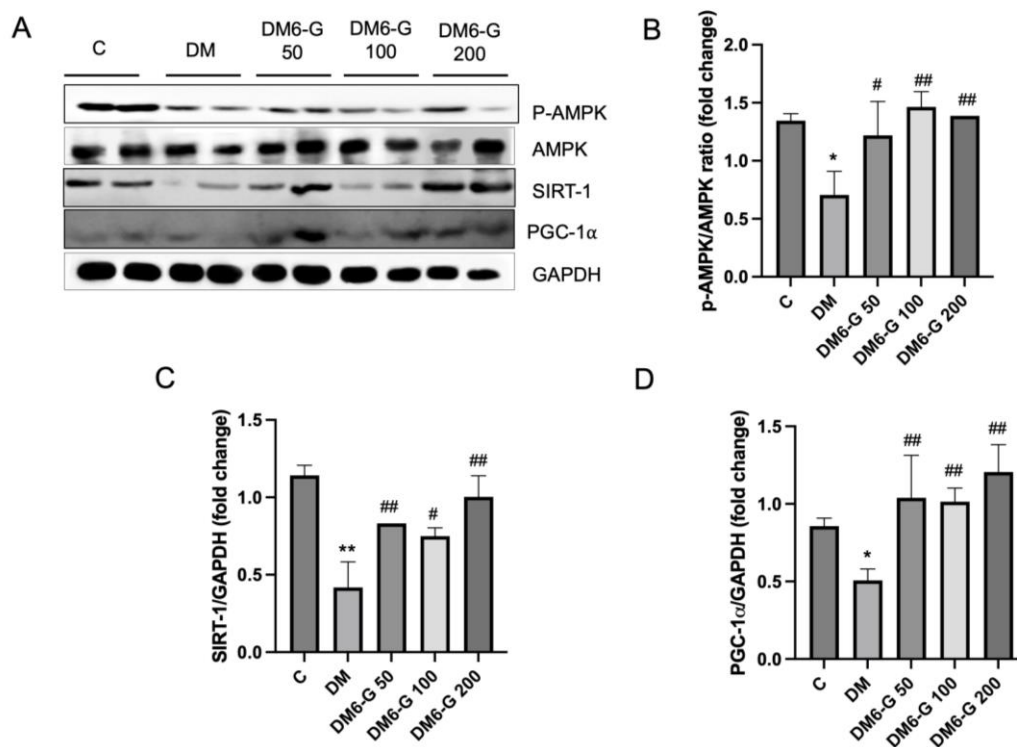 A
C
DM
DM6-G
50
DM6-G
100
DM6-G
200
P-AMPK
AMPK
SIRT-1
PGC-1α
GAPDH
B
p-AMPK/AMPK ratio (fold change)
2.0
1.5
1.0
0.5
0.0
*
#
##
##
C
DM
DM6-G 50
DM6-G 100
DM6-G 200
C
SIRT-1/GAPDH (fold change)
1.5
1.0
0.5
0.0
**
##
#
##
C
DM
DM6-G 50
DM6-G 100
DM6-G 200
D
PGC-1α/GAPDH (fold change)
1.5
1.0
0.5
0.0
*
##
##
##
C
DM
DM6-G 50
DM6-G 100
DM6-G 200